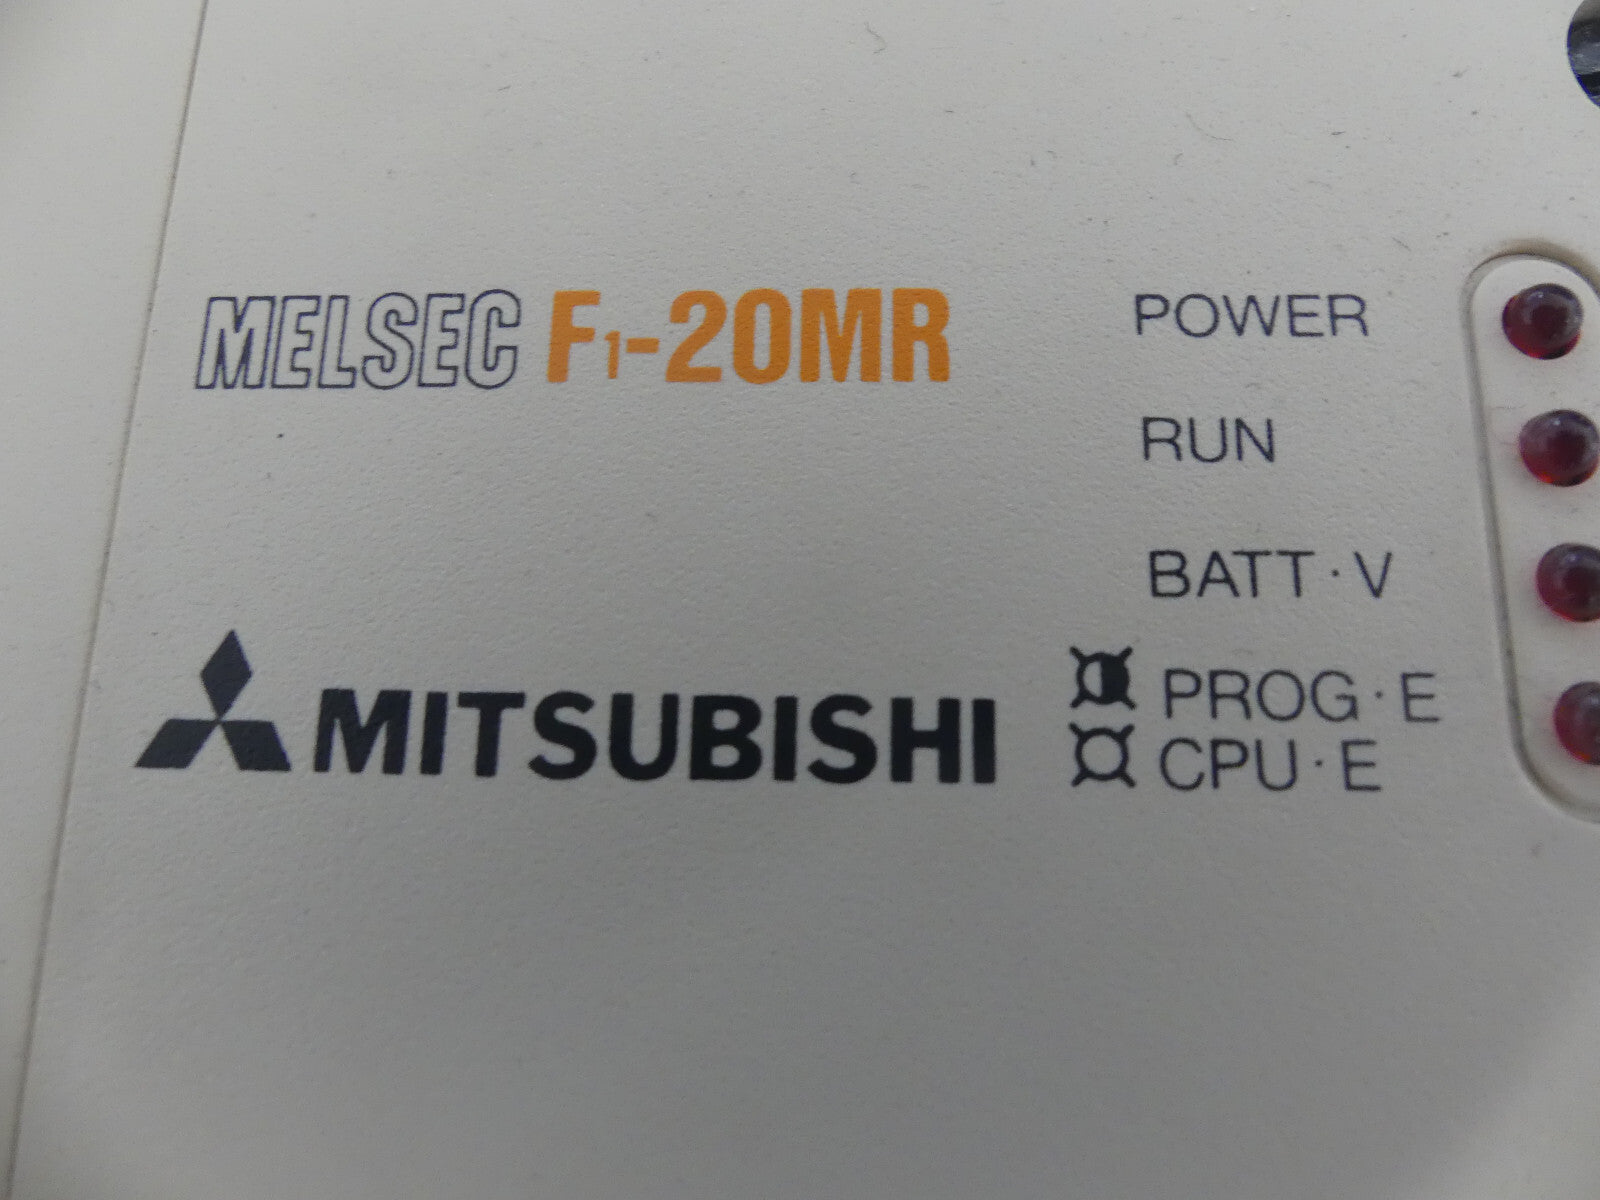 MELSEC F1-20MR
MITSUBISHI
POWER
RUN
BATT・V
PROG・E
CPU・E